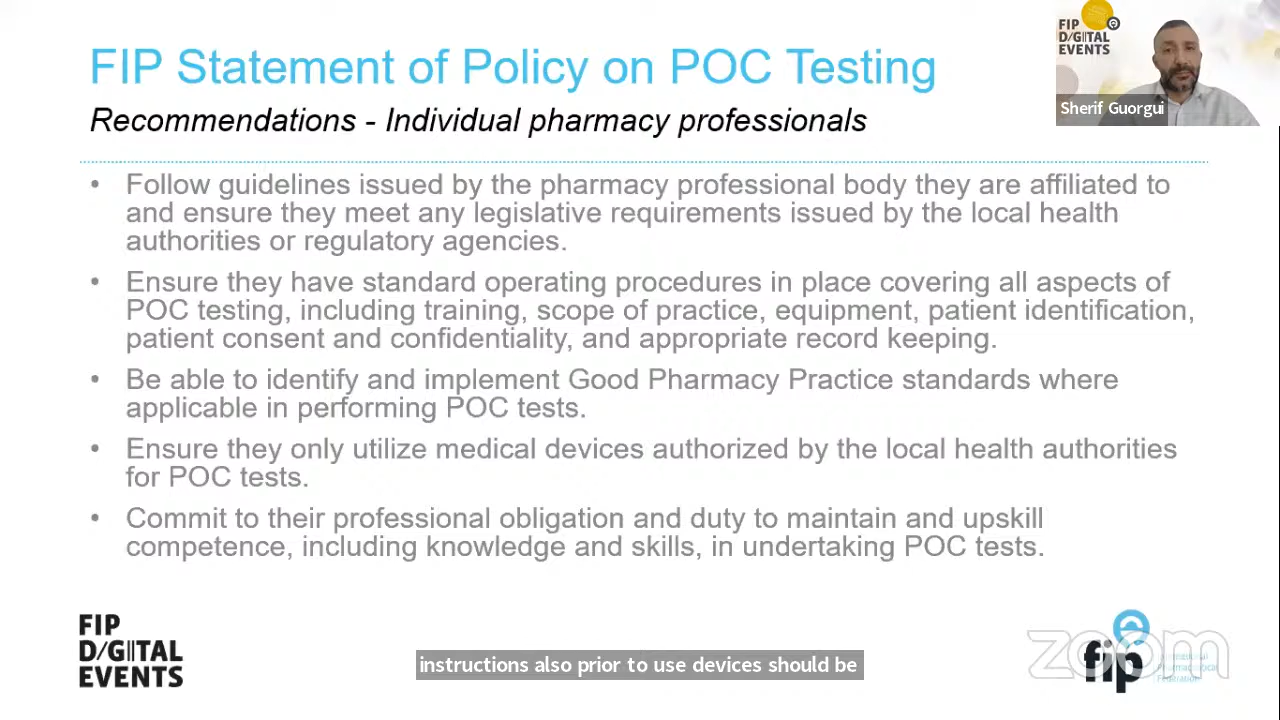 FIP Statement of Policy on POC Testing
Recommendations - Individual pharmacy professionals
FIP
D/G/TAL
EVENTS
Sherif Guorgui
• Follow guidelines issued by the pharmacy professional body they are affiliated to
and ensure they meet any legislative requirements issued by the local health
authorities or regulatory agencies.
• Ensure they have standard operating procedures in place covering all aspects of
POC testing, including training, scope of practice, equipment, patient identification,
patient consent and confidentiality, and appropriate record keeping.
• Be able to identify and implement Good Pharmacy Practice standards where
applicable in performing POC tests.
• Ensure they only utilize medical devices authorized by the local health authorities
for POC tests.
• Commit to their professional obligation and duty to maintain and upskill
competence, including knowledge and skills, in undertaking POC tests.
FIP
D/G/TAL
EVENTS
instructions also prior to use devices should be
zoom
fip
International
Pharmaceutical
Federation